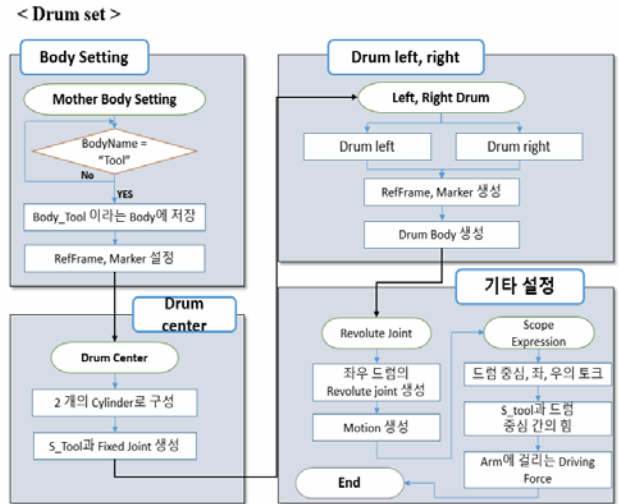 < Drum set >
Body Setting
Mother Body Setting
BodyName =
"Tool"
No
YES
Body_Tool 이라는 Body에 저장
RefFrame, Marker 설정
Drum
center
Drum Center
2 개의 Cylinder로 구성
S_Tool과 Fixed Joint 생성
Drum left, right
Left, Right Drum
Drum left
Drum right
RefFrame, Marker 생성
Drum Body 생성
기타 설정
Revolute Joint
좌우 드럼의
Revolute joint 생성
Motion 생성
Scope
Expression
드럼 중심, 좌, 우의 토크
S_tool과 드럼
중심 간의 힘
Arm에 걸리는 Driving
Force
End